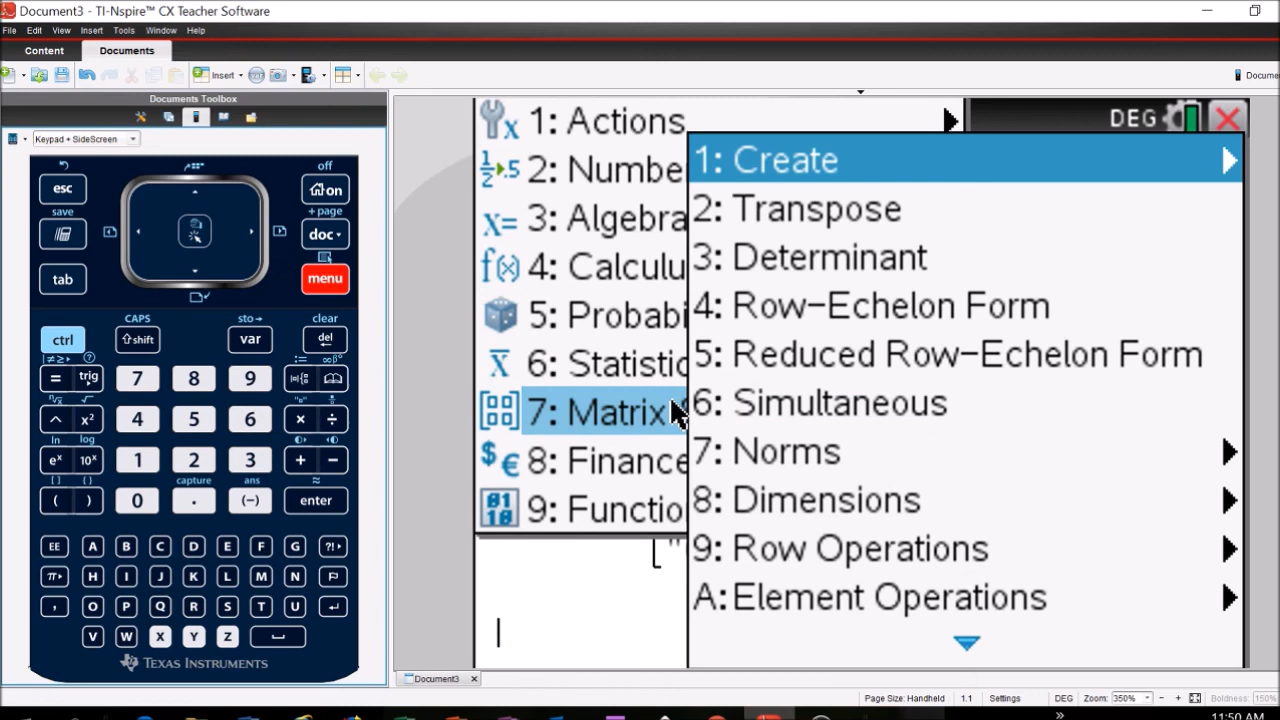 Document3 - TI-Nspire™ CX Teacher Software
File Edit View Insert Tools Window Help
Content Documents
Insert
Documents Toolbox
Keypad + SideScreen
off
esc
on
save
+ page
doc
tab
menu
CAPS sto→ clear
ctrl shift var del
= trig 7 8 9
^ x² 4 5 6 × ÷
ln log
eˣ 10ˣ 1 2 3 + −
[ ] { } capture ans ≈
( ) 0 . (−) enter
EE A B C D E F G ?!
π H I J K L M N
, O P Q R S T U
V W X Y Z
TEXAS INSTRUMENTS
1: Actions
2: Numbe
3: Algebra
4: Calculu
5: Probabi
6: Statistic
7: Matrix
8: Finance
9: Functio
DEG
1: Create
2: Transpose
3: Determinant
4: Row-Echelon Form
5: Reduced Row-Echelon Form
6: Simultaneous
7: Norms
8: Dimensions
9: Row Operations
A: Element Operations
["
Document3
Page Size: Handheld 1.1 Settings DEG Zoom: 350% Boldness: 150%
11:50 AM